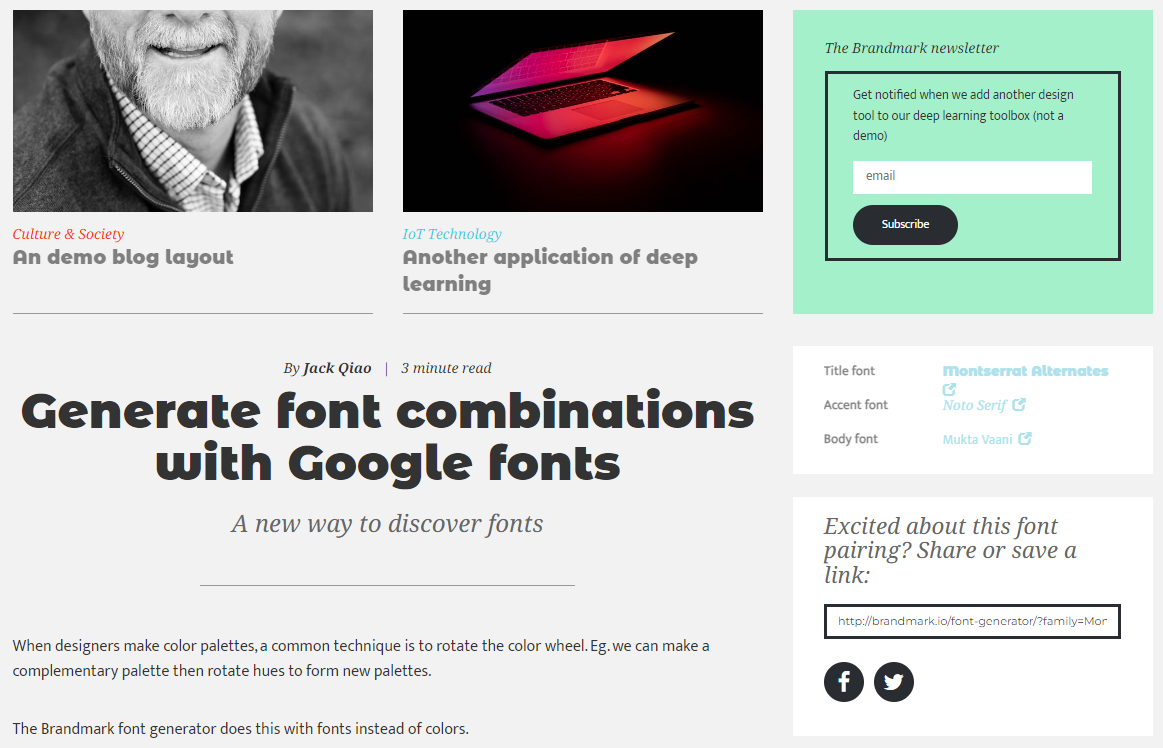 Culture & Society
An demo blog layout
IoT Technology
Another application of deep
learning
The Brandmark newsletter
Get notified when we add another design
tool to our deep learning toolbox (not a
demo)
email
Subscribe
By Jack Qiao | 3 minute read
Generate font combinations
with Google fonts
A new way to discover fonts
When designers make color palettes, a common technique is to rotate the color wheel. Eg. we can make a
complementary palette then rotate hues to form new palettes.
The Brandmark font generator does this with fonts instead of colors.
Title font Montserrat Alternates
Accent font Noto Serif
Body font Mukta Vaani
Excited about this font
pairing? Share or save a
link:
http://brandmark.io/font-generator/?family=Mor